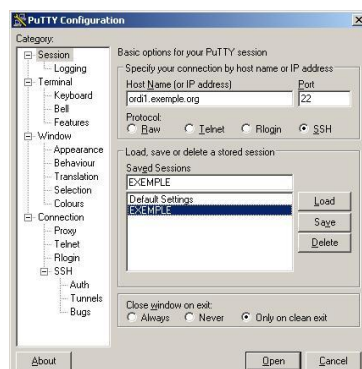 PuTTY Configuration
Category:
Session
Logging
Terminal
Keyboard
Bell
Features
Window
Appearance
Behaviour
Translation
Selection
Colours
Connection
Proxy
Telnet
Rlogin
SSH
Auth
Tunnels
Bugs
Basic options for your PuTTY session
Specify your connection by host name or IP address
Host Name (or IP address) Port
ordi1.exemple.org 22
Protocol:
Raw Telnet Rlogin SSH
Load, save or delete a stored session
Saved Sessions
EXEMPLE
Default Settings
EXEMPLE
Load
Save
Delete
Close window on exit:
Always Never Only on clean exit
About Open Cancel